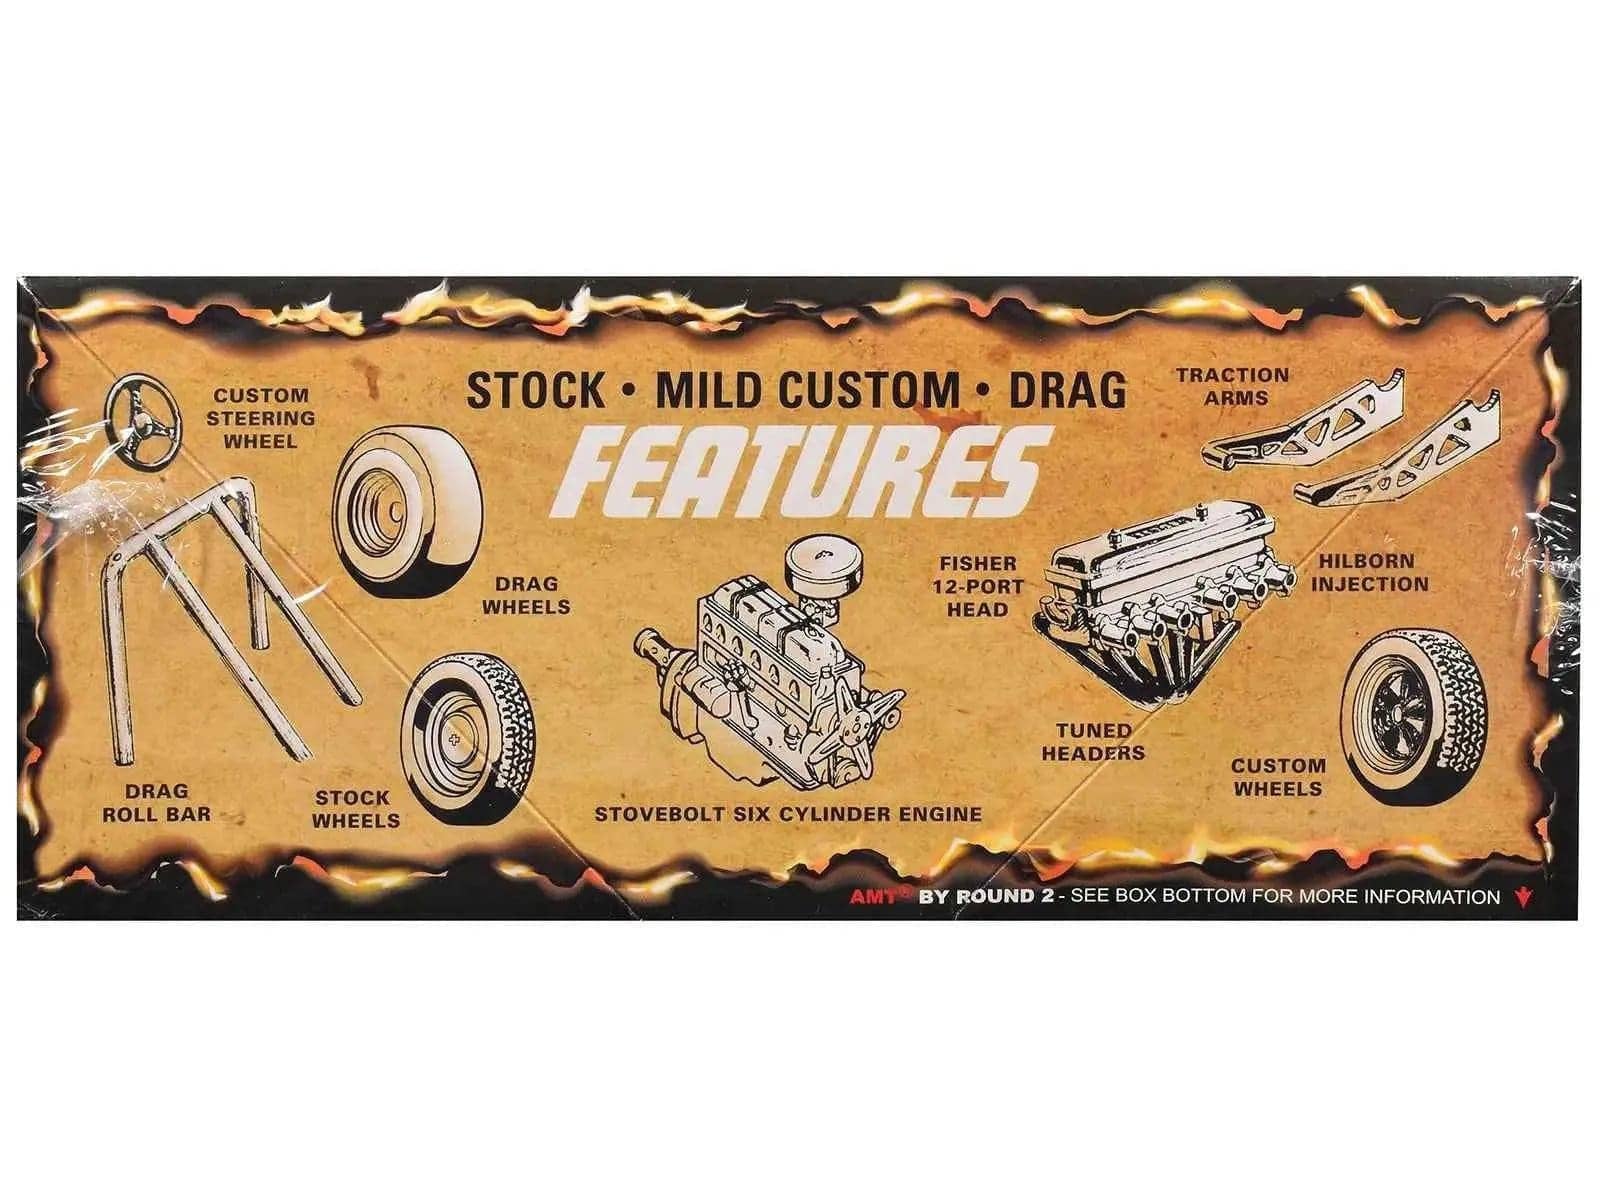 STOCK • MILD CUSTOM • DRAG
FEATURES
CUSTOM
STEERING
WHEEL
DRAG
WHEELS
DRAG
ROLL BAR
STOCK
WHEELS
STOVEBOLT SIX CYLINDER ENGINE
FISHER
12-PORT
HEAD
TRACTION
ARMS
HILBORN
INJECTION
TUNED
HEADERS
CUSTOM
WHEELS
AMT® BY ROUND 2 - SEE BOX BOTTOM FOR MORE INFORMATION